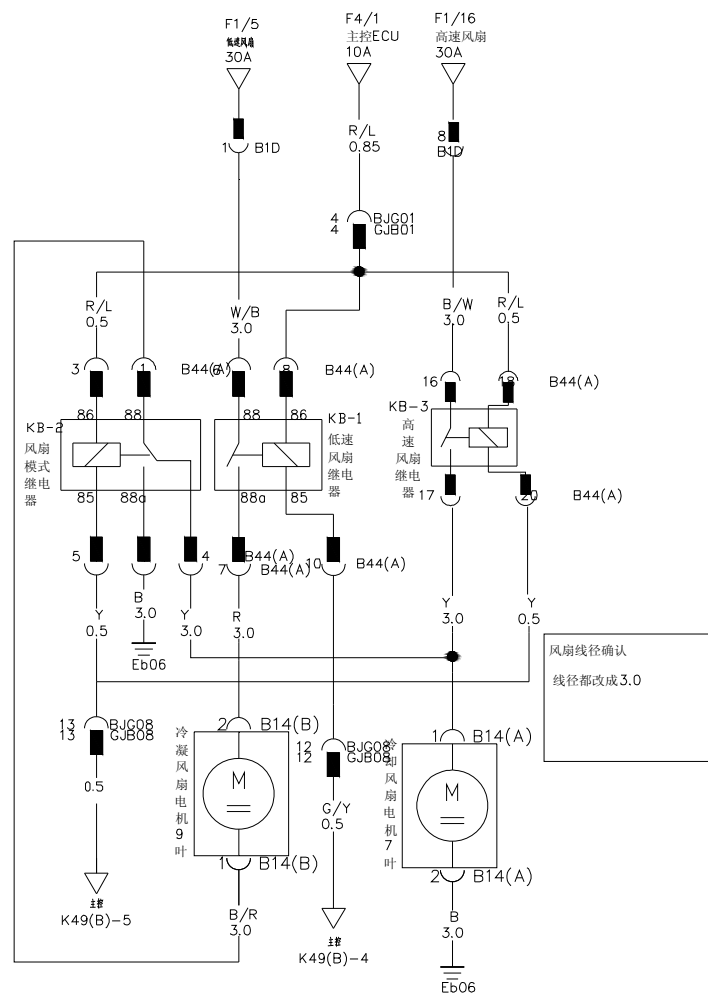 F1/5
低速风扇
30A
F4/1
主控ECU
10A
F1/16
高速风扇
30A
1
B1D
R/L
0.85
8
B1D
4
BJG01
4
GJB01
R/L
0.5
W/B
3.0
B/W
3.0
R/L
0.5
3
1
B44(A)
6
8
B44(A)
16
18
B44(A)
86
88
88
86
KB-2
风扇
模式
继电
器
KB-1
低速
风扇
继电
器
KB-3
高
速
风扇
继电
器
85
88a
88a
85
17
20
B44(A)
5
4
B44(A)
7
B44(A)
10
B44(A)
Y
0.5
B
3.0
Y
3.0
R
3.0
Y
3.0
Y
0.5
Eb06
风扇线径确认
线径都改成3.0
13
BJG08
13
GJB08
2
B14(B)
12
BJG08
12
GJB08
1
B14(A)
冷
凝
风
扇
电
机
9
叶
M
冷
却
风
扇
电
机
7
叶
M
0.5
G/Y
0.5
1
B14(B)
2
B14(A)
主控
K49(B)-5
B/R
3.0
主控
K49(B)-4
B
3.0
Eb06